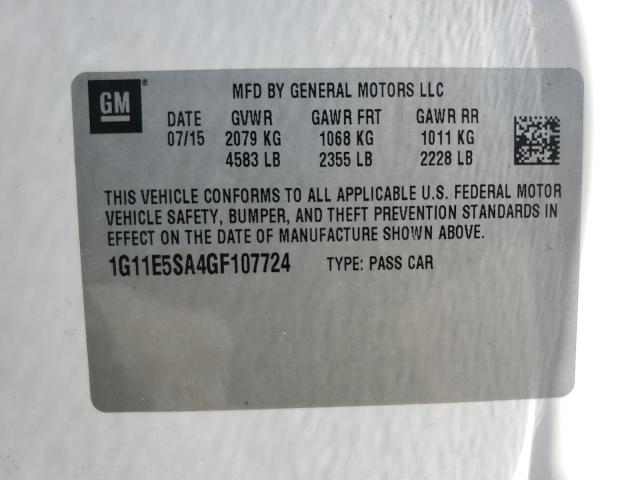 GM ® MFD BY GENERAL MOTORS LLC
DATE GVWR GAWR FRT GAWR RR
07/15 2079 KG 1068 KG 1011 KG
4583 LB 2355 LB 2228 LB
THIS VEHICLE CONFORMS TO ALL APPLICABLE U.S. FEDERAL MOTOR
VEHICLE SAFETY, BUMPER, AND THEFT PREVENTION STANDARDS IN
EFFECT ON THE DATE OF MANUFACTURE SHOWN ABOVE.
1G11E5SA4GF107724 TYPE: PASS CAR